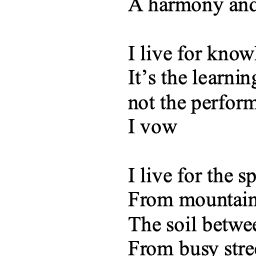 A harmony and
I live for know
It’s the learning
not the perform
I vow
I live for the sp
From mountain
The soil betwee
From busy stre